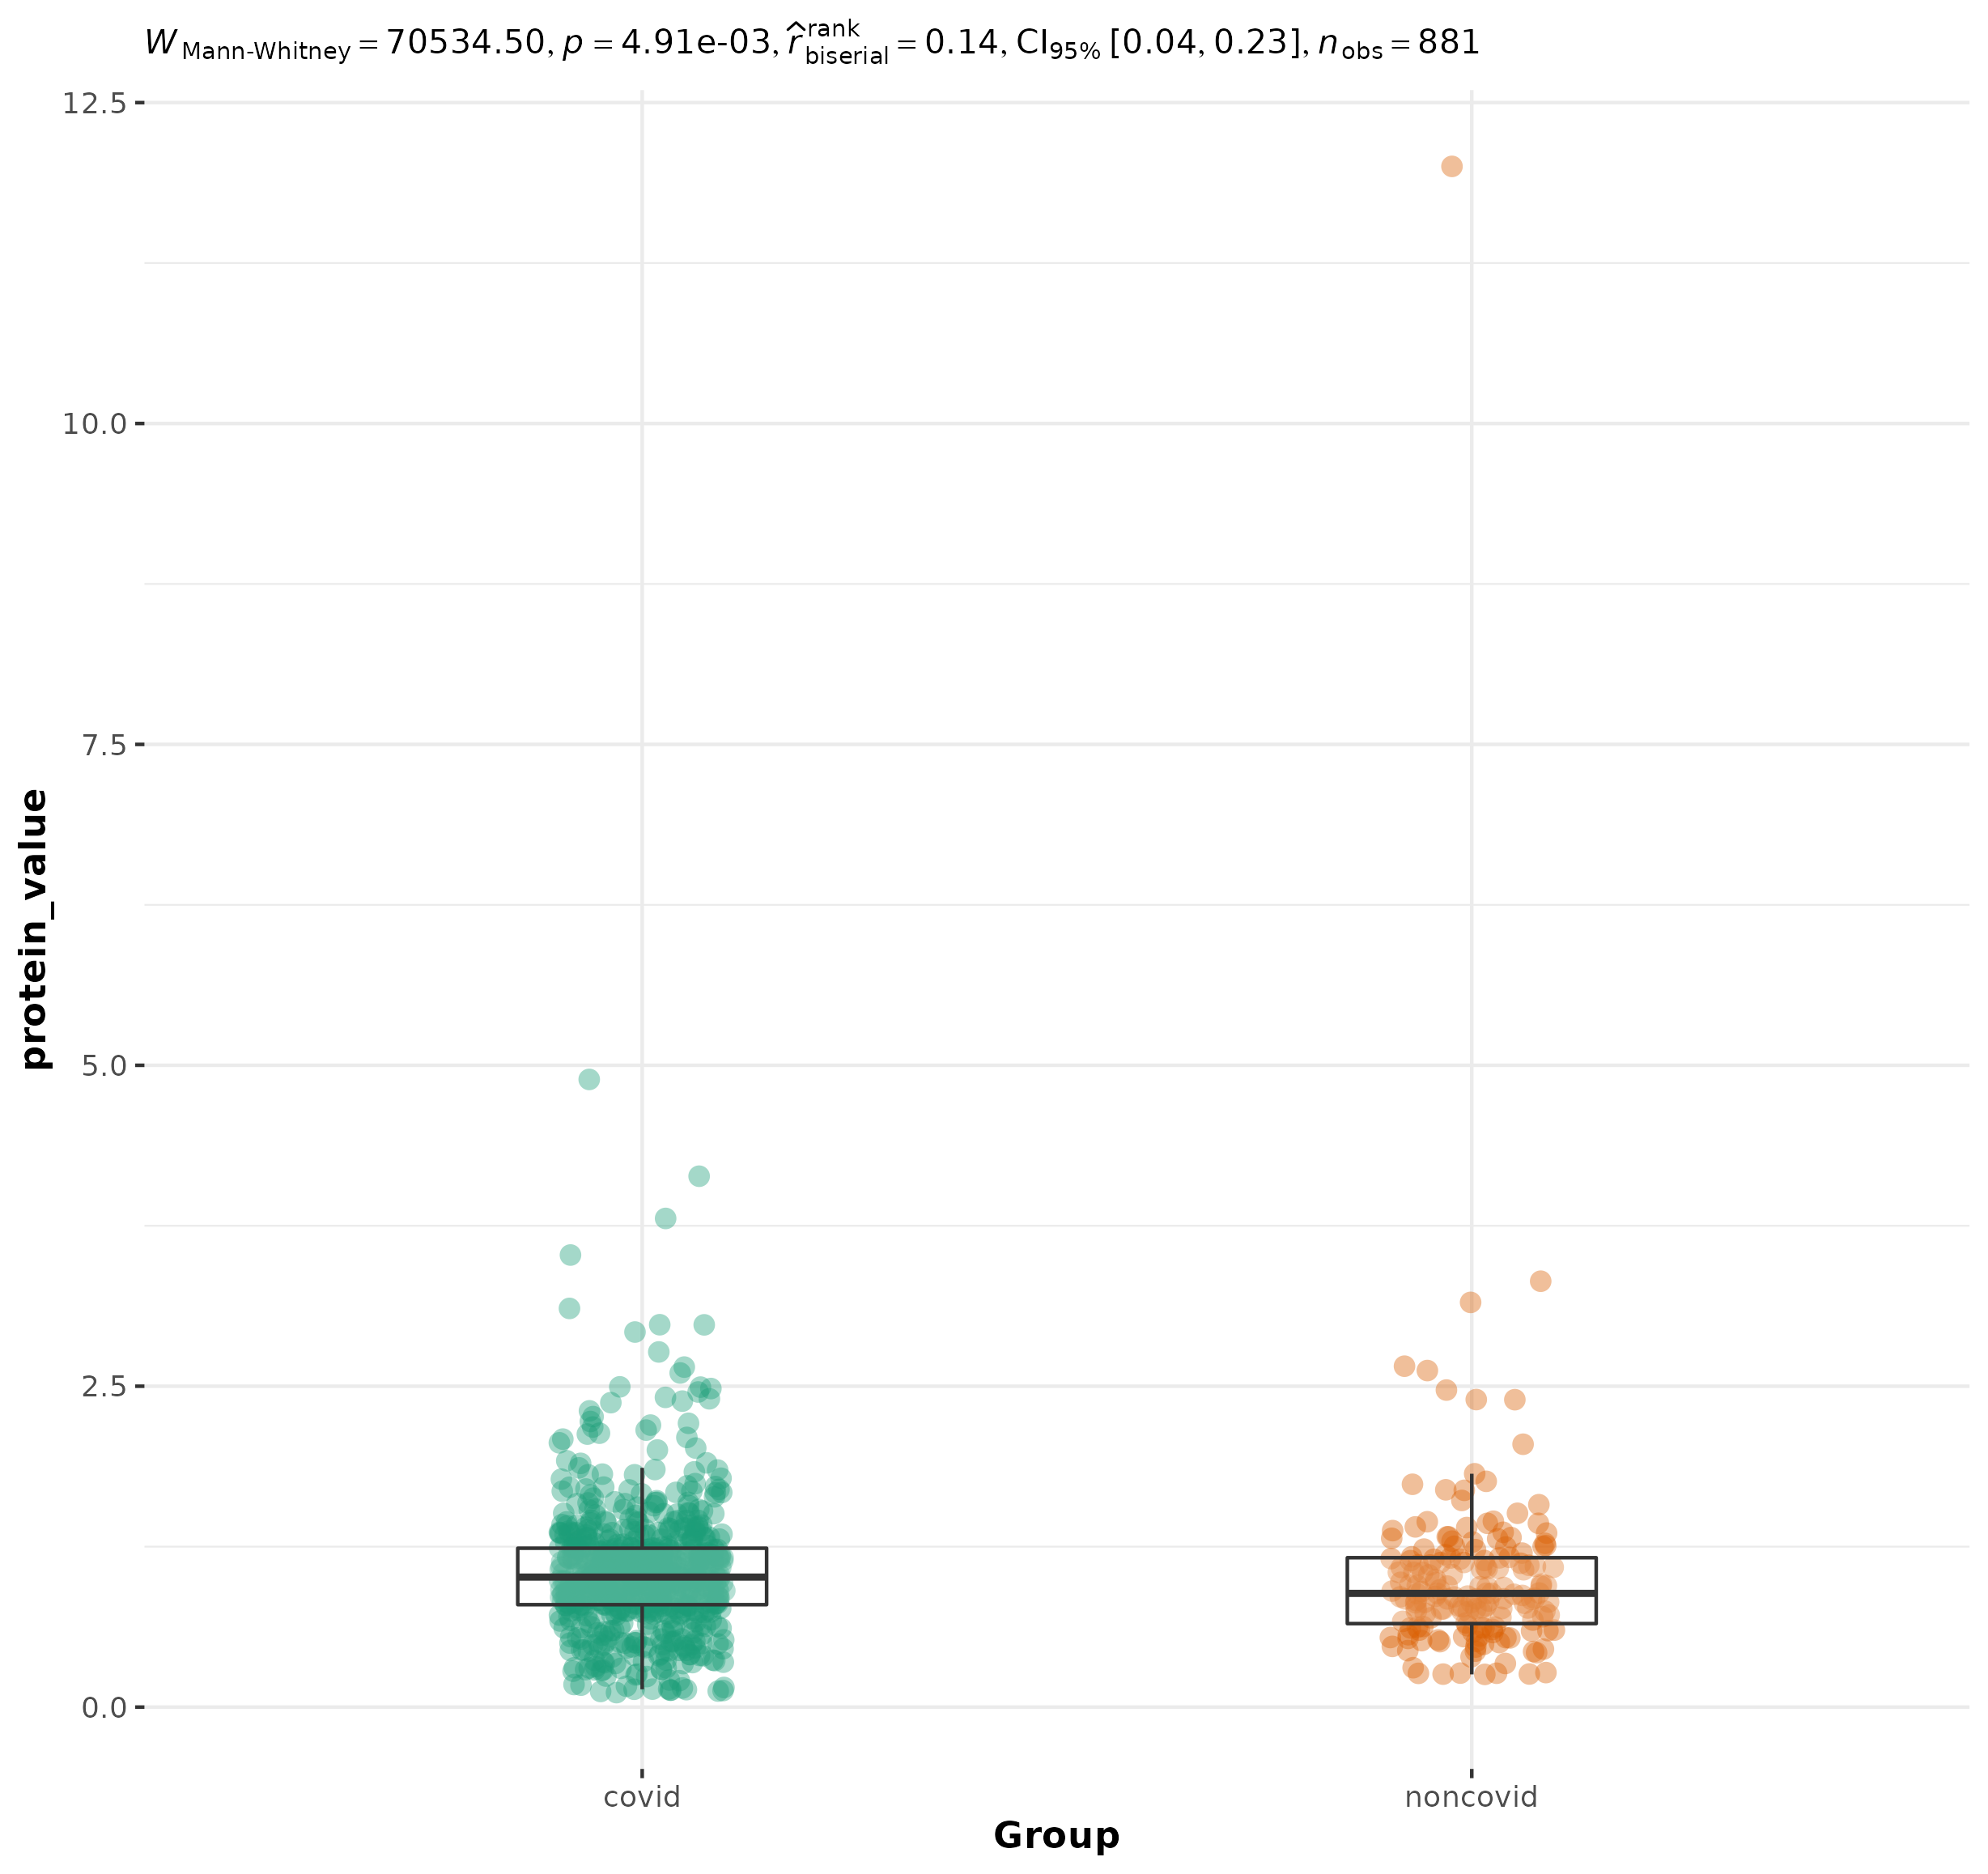 W Mann-Whitney = 70534.50, p = 4.91e-03, r̂ rank biserial = 0.14, CI95% [0.04, 0.23], n obs = 881
12.5
10.0
7.5
5.0
2.5
0.0
protein_value
covid
noncovid
Group